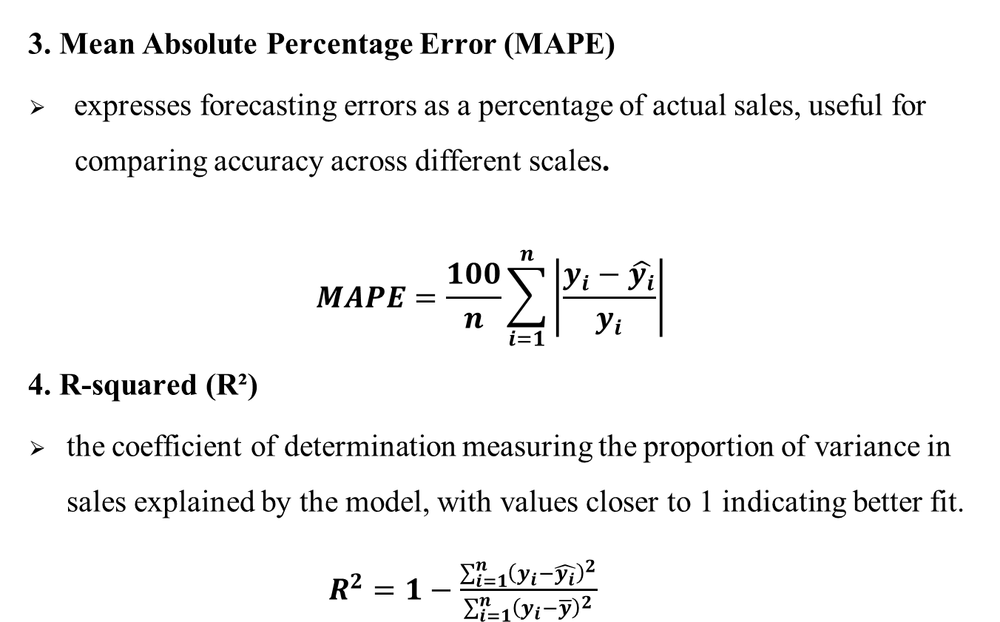 3. Mean Absolute Percentage Error (MAPE)
➢ expresses forecasting errors as a percentage of actual sales, useful for
comparing accuracy across different scales.
$MAPE = \frac{100}{n} \sum_{i=1}^{n} \left| \frac{y_i - \widehat{y}_i}{y_i} \right|$
4. R-squared (R²)
➢ the coefficient of determination measuring the proportion of variance in
sales explained by the model, with values closer to 1 indicating better fit.
$R^2 = 1 - \frac{\sum_{i=1}^{n}(y_i - \widehat{y_i})^2}{\sum_{i=1}^{n}(y_i - \overline{y})^2}$